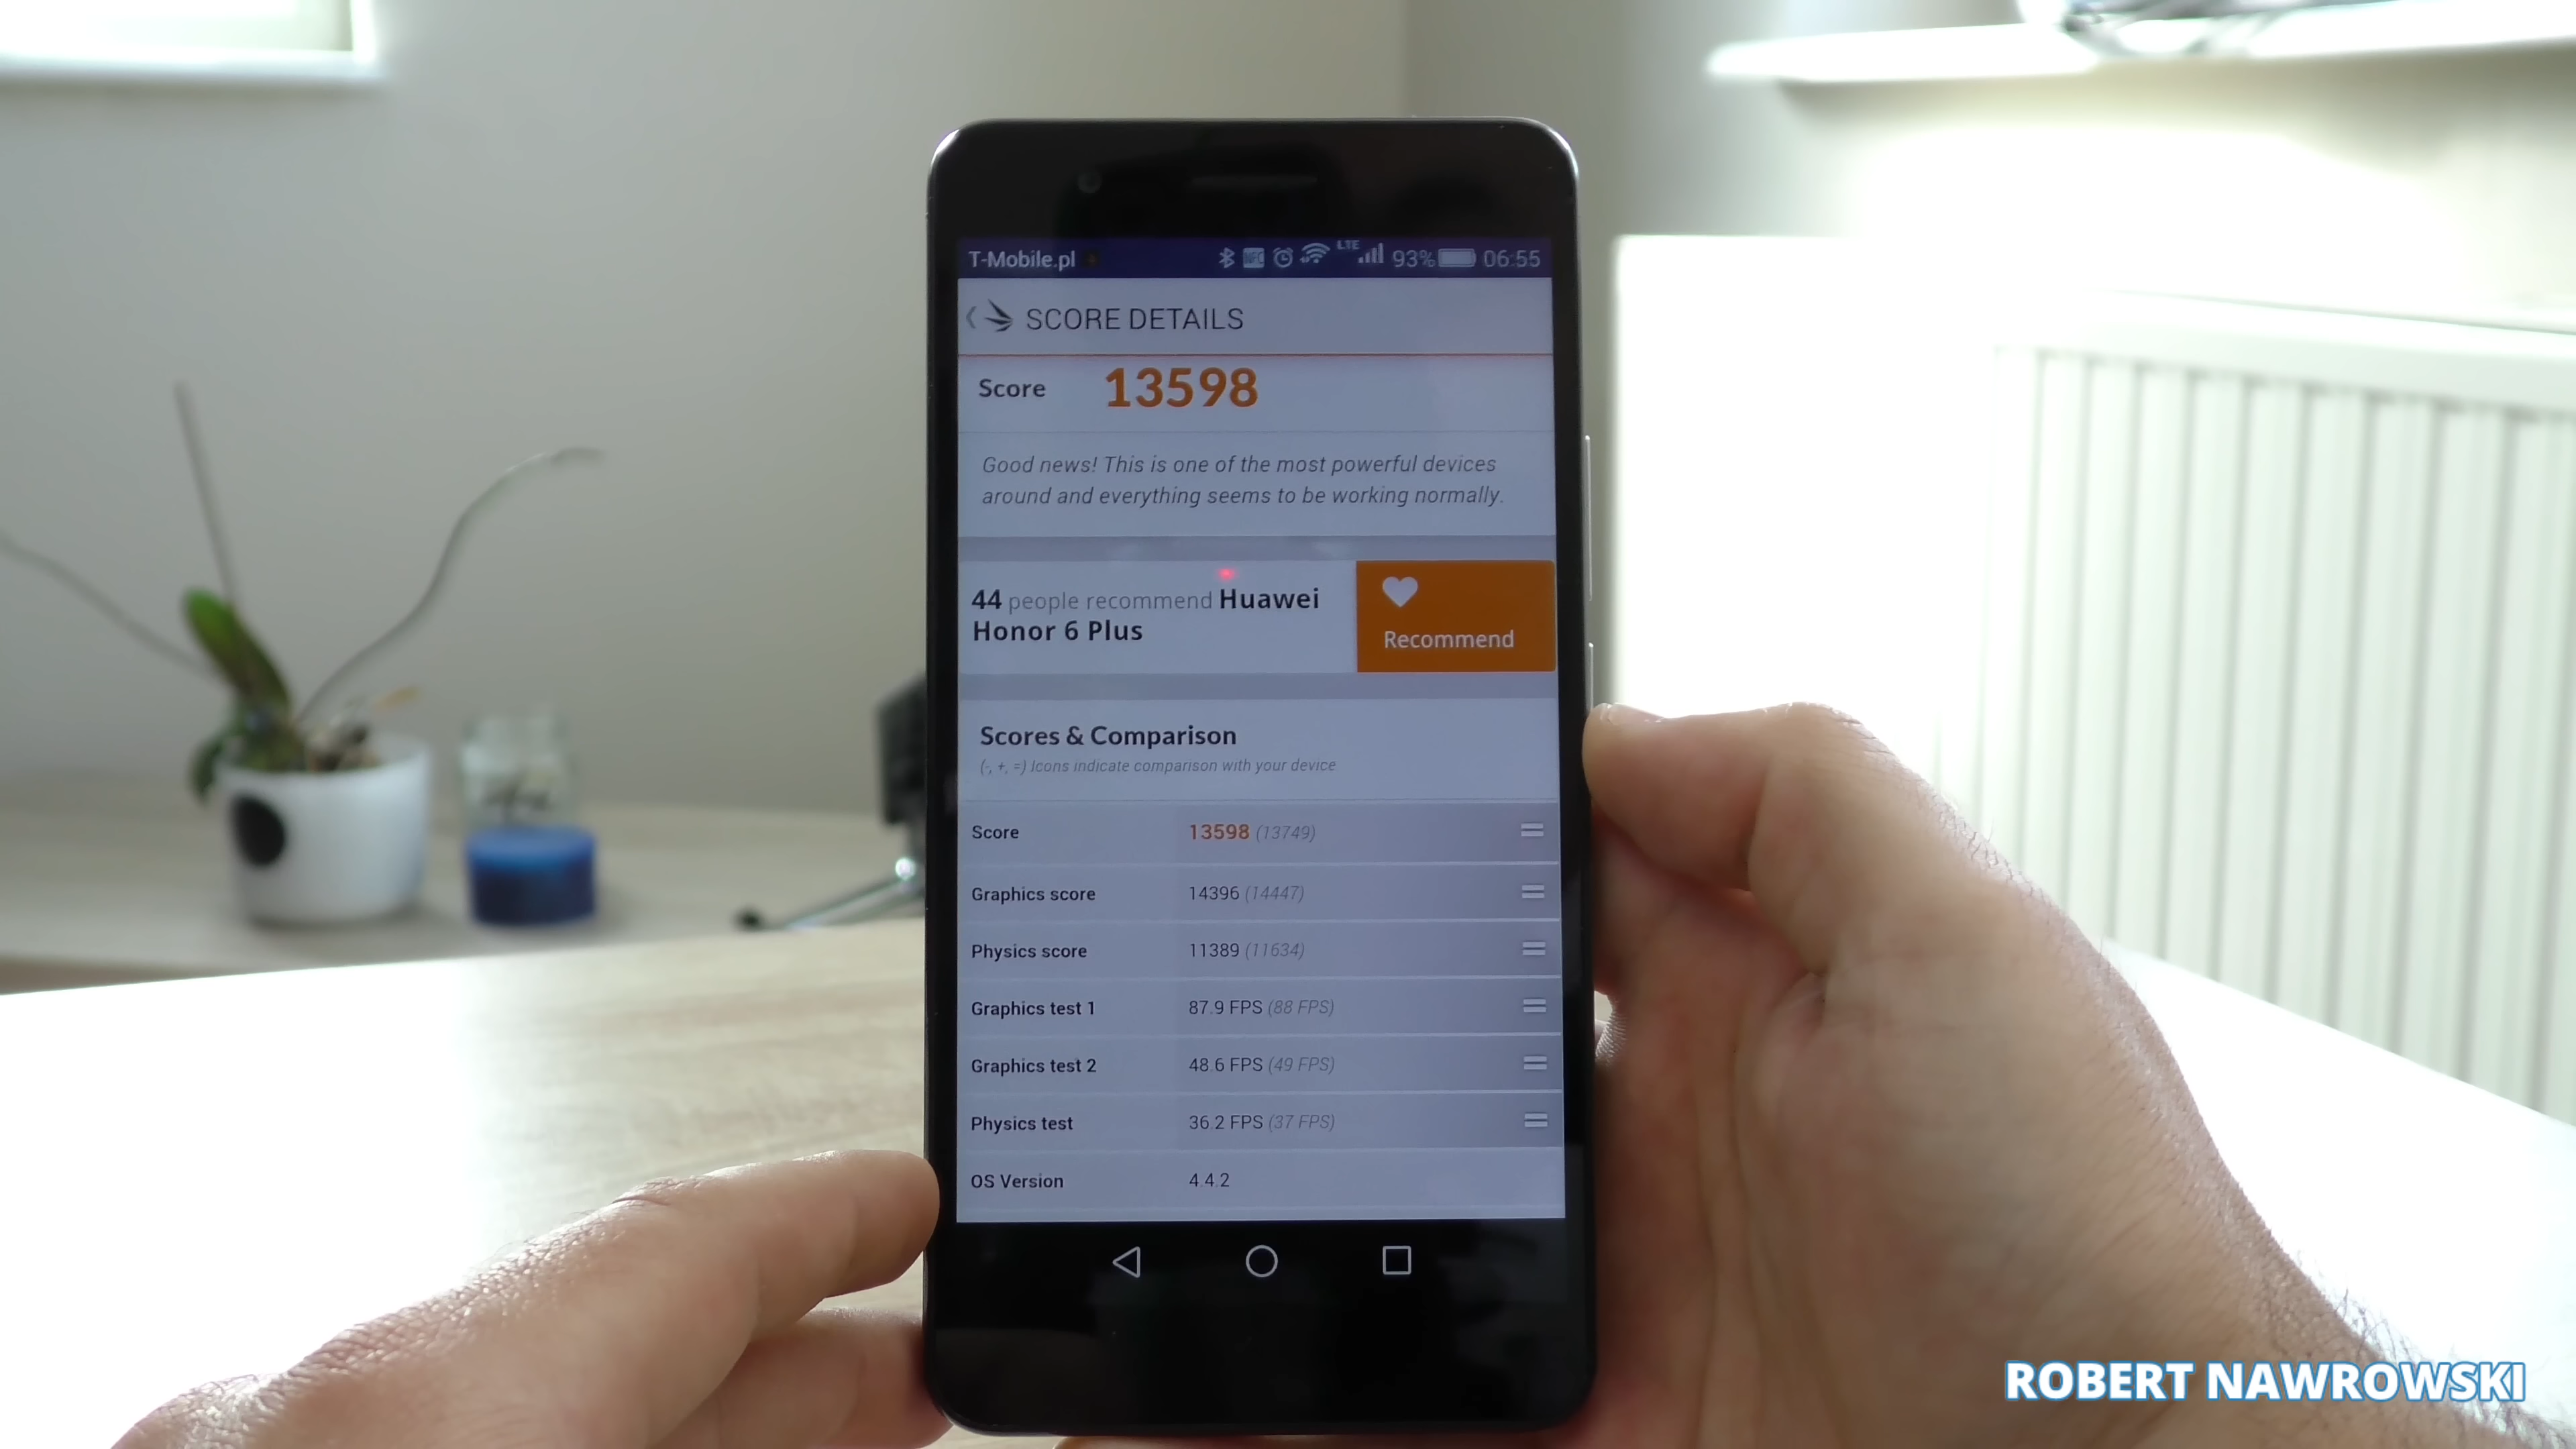 T-Mobile.pl NFC LTE 93% 06:55
SCORE DETAILS
Score 13598
Good news! This is one of the most powerful devices
around and everything seems to be working normally.
44 people recommend Huawei
Honor 6 Plus
Recommend
Scores & Comparison
(-, +, =) Icons indicate comparison with your device
Score 13598 (13749)
Graphics score 14396 (14447)
Physics score 11389 (11634)
Graphics test 1 87.9 FPS (88 FPS)
Graphics test 2 48.6 FPS (49 FPS)
Physics test 36.2 FPS (37 FPS)
OS Version 4.4.2
ROBERT NAWROWSKI